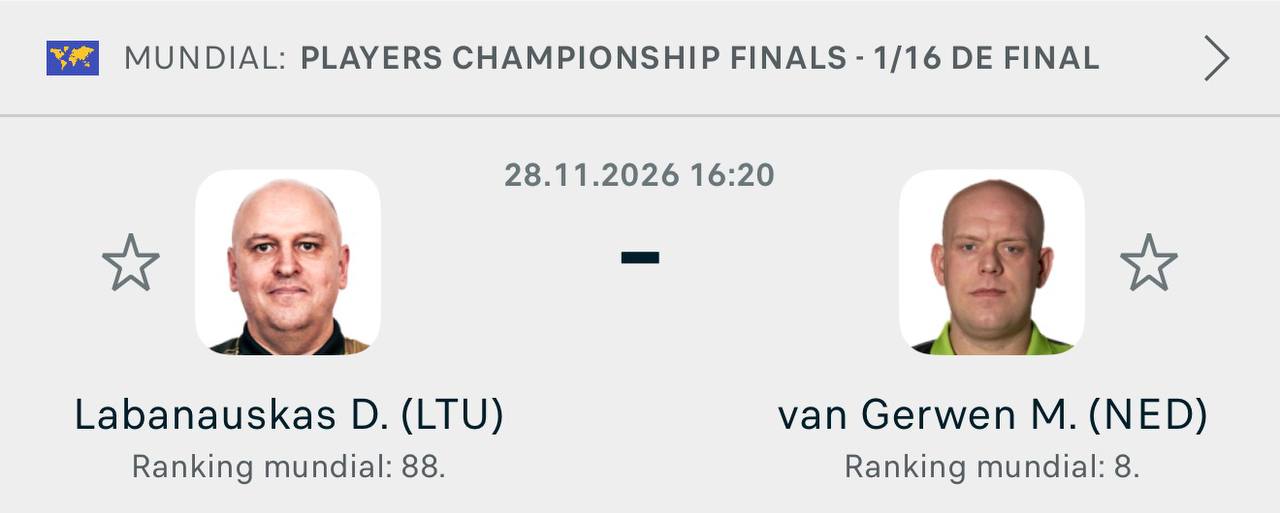 MUNDIAL: PLAYERS CHAMPIONSHIP FINALS - 1/16 DE FINAL
28.11.2026 16:20
-
Labanauskas D. (LTU)
Ranking mundial: 88.
van Gerwen M. (NED)
Ranking mundial: 8.